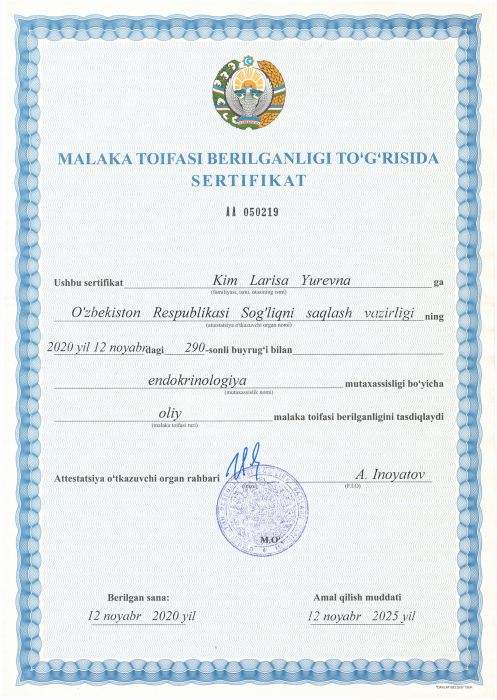 MALAKA TOIFASI BERILGANLIGI TO‘G‘RISIDA
SERTIFIKAT
AA 050219
Ushbu sertifikat Kim Larisa Yurevna ga
(familiyasi, ismi, otasining ismi)
O'zbekiston Respublikasi Sog'liqni saqlash vazirligi ning
(attestatsiya o‘tkazuvchi organ nomi)
2020 yil 12 noyabrdagi 290-sonli buyrug‘i bilan
endokrinologiya mutaxassisligi bo‘yicha
(mutaxassislik nomi)
oliy malaka toifasi berilganligini tasdiqlaydi
(malaka toifasi turi)
Attestatsiya o‘tkazuvchi organ rahbari A. Inoyatov
(imzo) (F.I.O)
M.O‘.
Berilgan sana: Amal qilish muddati
12 noyabr 2020 yil 12 noyabr 2025 yil